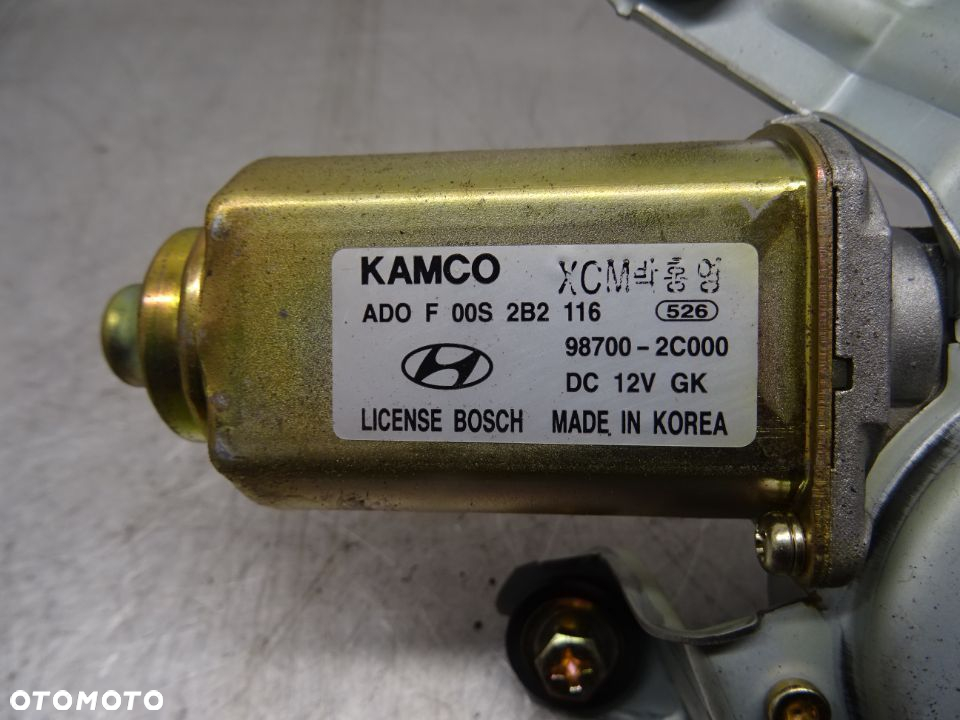 KAMCO
ADO F 00S 2B2 116 526
98700-2C000
DC 12V GK
LICENSE BOSCH MADE IN KOREA
OTOMOTO